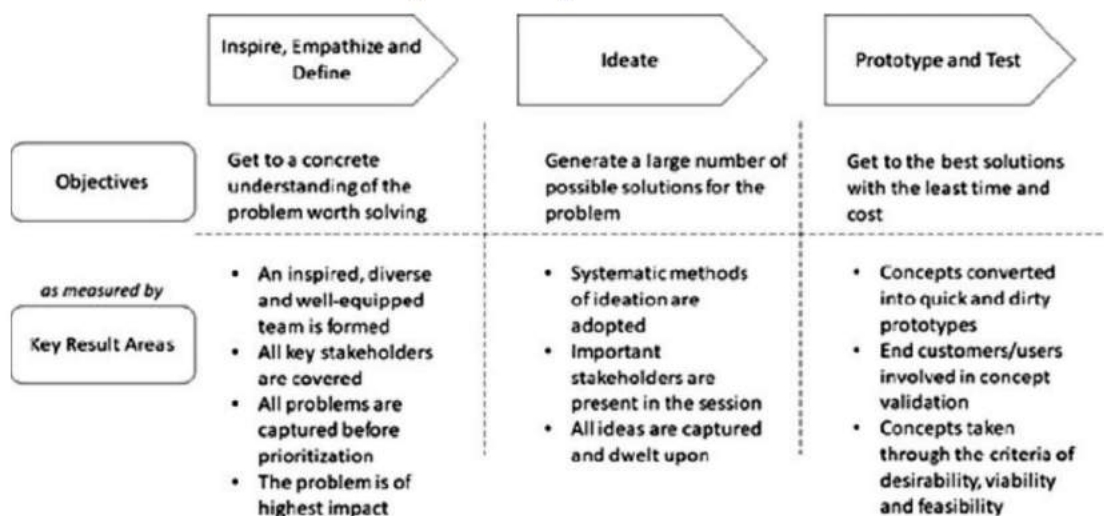 Inspire, Empathize and
Define
Ideate
Prototype and Test
Objectives
Get to a concrete
understanding of the
problem worth solving
Generate a large number of
possible solutions for the
problem
Get to the best solutions
with the least time and
cost
as measured by
Key Result Areas
• An inspired, diverse
and well-equipped
team is formed
• All key stakeholders
are covered
• All problems are
captured before
prioritization
• The problem is of
highest impact
• Systematic methods
of ideation are
adopted
• Important
stakeholders are
present in the session
• All ideas are captured
and dwelt upon
• Concepts converted
into quick and dirty
prototypes
• End customers/users
involved in concept
validation
• Concepts taken
through the criteria of
desirability, viability
and feasibility